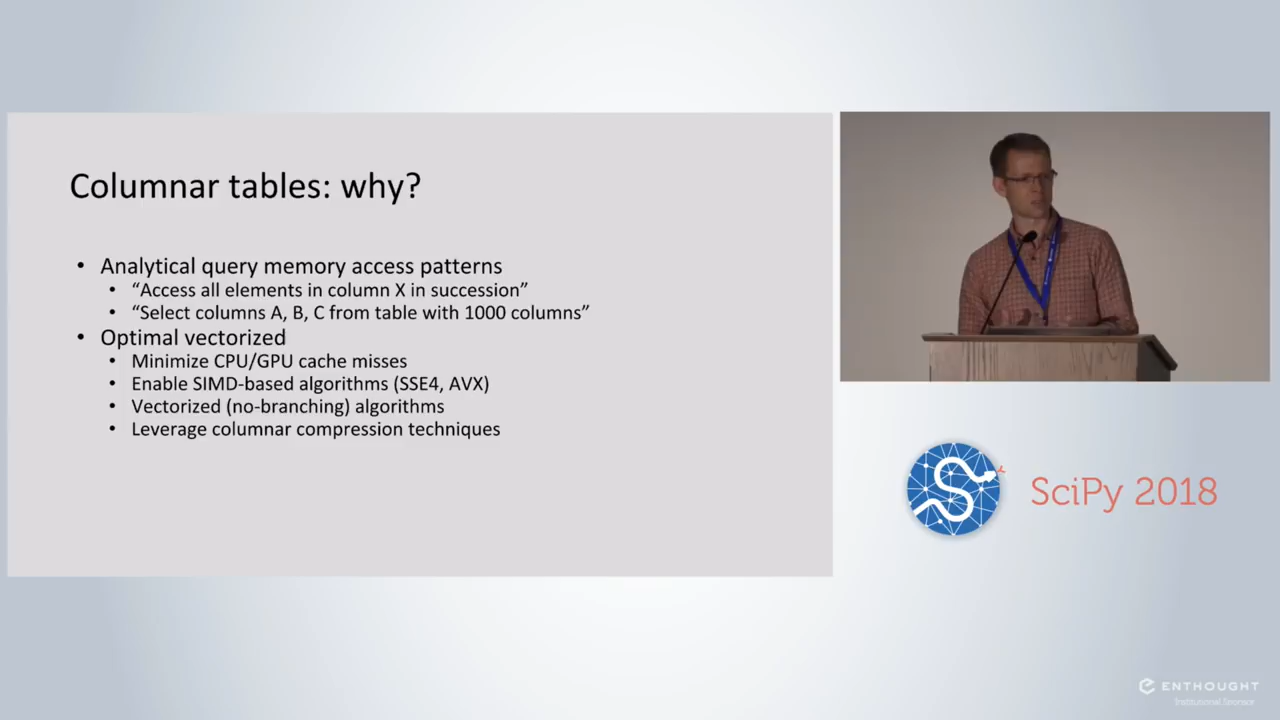 Columnar tables: why?
• Analytical query memory access patterns
• “Access all elements in column X in succession”
• “Select columns A, B, C from table with 1000 columns”
• Optimal vectorized
• Minimize CPU/GPU cache misses
• Enable SIMD-based algorithms (SSE4, AVX)
• Vectorized (no-branching) algorithms
• Leverage columnar compression techniques
SciPy 2018
ENTHOUGHT
Institutional Sponsor